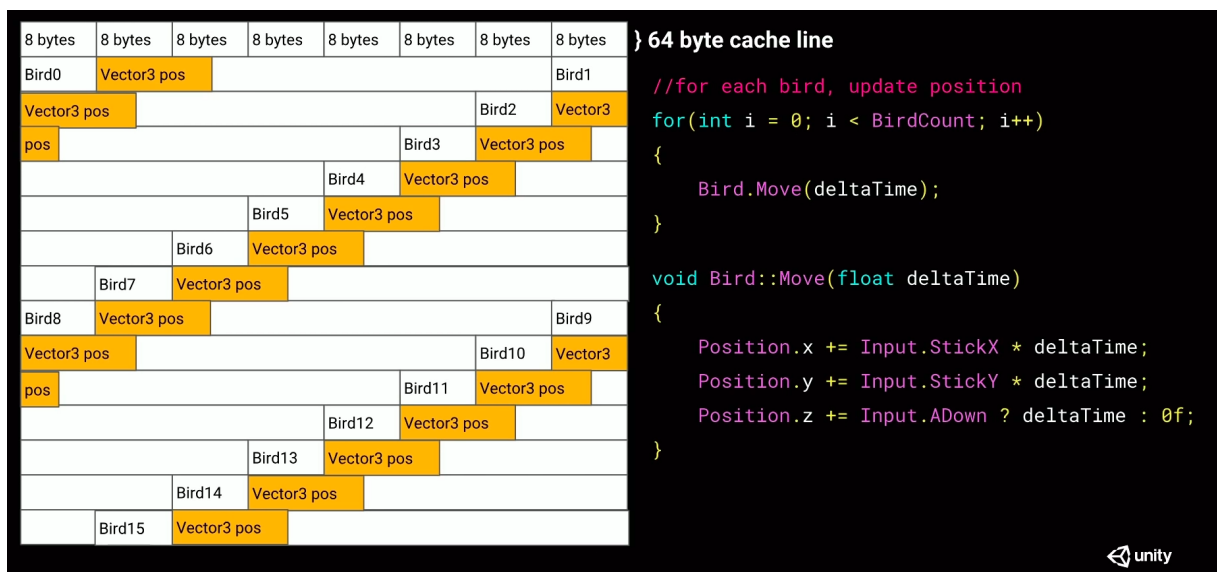 8 bytes 8 bytes 8 bytes 8 bytes 8 bytes 8 bytes 8 bytes 8 bytes } 64 byte cache line
Bird0 Vector3 pos Bird1
Vector3 pos Bird2 Vector3
pos Bird3 Vector3 pos
Bird4 Vector3 pos
Bird5 Vector3 pos
Bird6 Vector3 pos
Bird7 Vector3 pos
Bird8 Vector3 pos Bird9
Vector3 pos Bird10 Vector3
pos Bird11 Vector3 pos
Bird12 Vector3 pos
Bird13 Vector3 pos
Bird14 Vector3 pos
Bird15 Vector3 pos
//for each bird, update position
for(int i = 0; i < BirdCount; i++)
{
Bird.Move(deltaTime);
}
void Bird::Move(float deltaTime)
{
Position.x += Input.StickX * deltaTime;
Position.y += Input.StickY * deltaTime;
Position.z += Input.ADown ? deltaTime : 0f;
}
unity